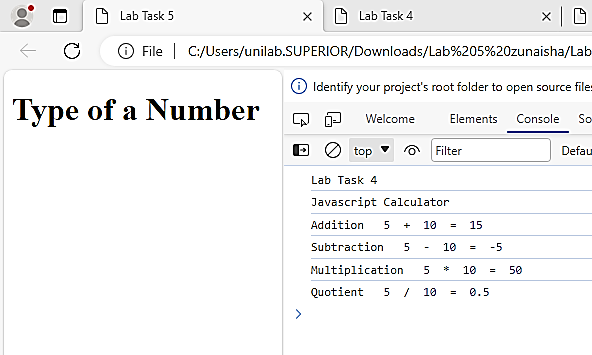 Lab Task 5
Lab Task 4
File
C:/Users/unilab.SUPERIOR/Downloads/Lab%205%20zunaisha/Lab
Type of a Number
Identify your project's root folder to open source files
Welcome Elements Console So
top Filter Defau
Lab Task 4
Javascript Calculator
Addition 5 + 10 = 15
Subtraction 5 - 10 = -5
Multiplication 5 * 10 = 50
Quotient 5 / 10 = 0.5